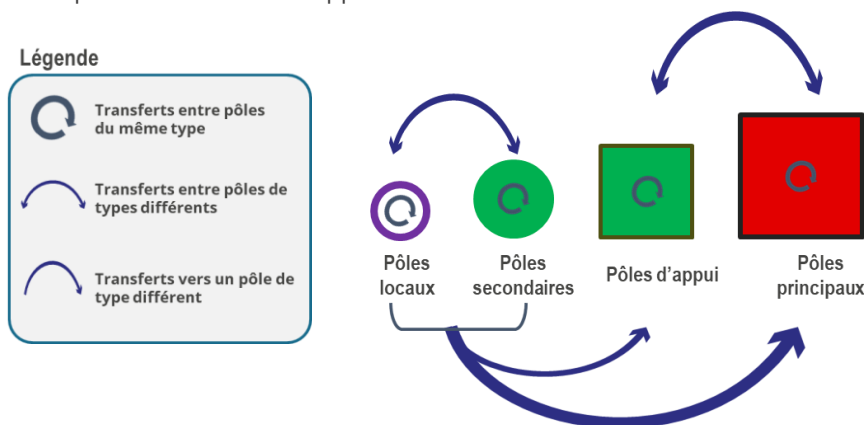 Légende
Transferts entre pôles
du même type
Transferts entre pôles de
types différents
Transferts vers un pôle de
type différent
Pôles
locaux
Pôles
secondaires
Pôles d'appui
Pôles
principaux